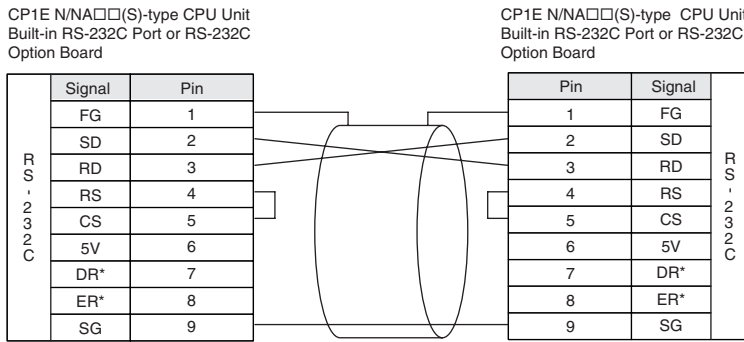 CP1E N/NA□□(S)-type CPU Unit
Built-in RS-232C Port or RS-232C
Option Board
CP1E N/NA□□(S)-type CPU Unit
Built-in RS-232C Port or RS-232C
Option Board
RS-232C
Signal Pin
FG 1
SD 2
RD 3
RS 4
CS 5
5V 6
DR* 7
ER* 8
SG 9
Pin Signal
1 FG
2 SD
3 RD
4 RS
5 CS
6 5V
7 DR*
8 ER*
9 SG
RS-232C